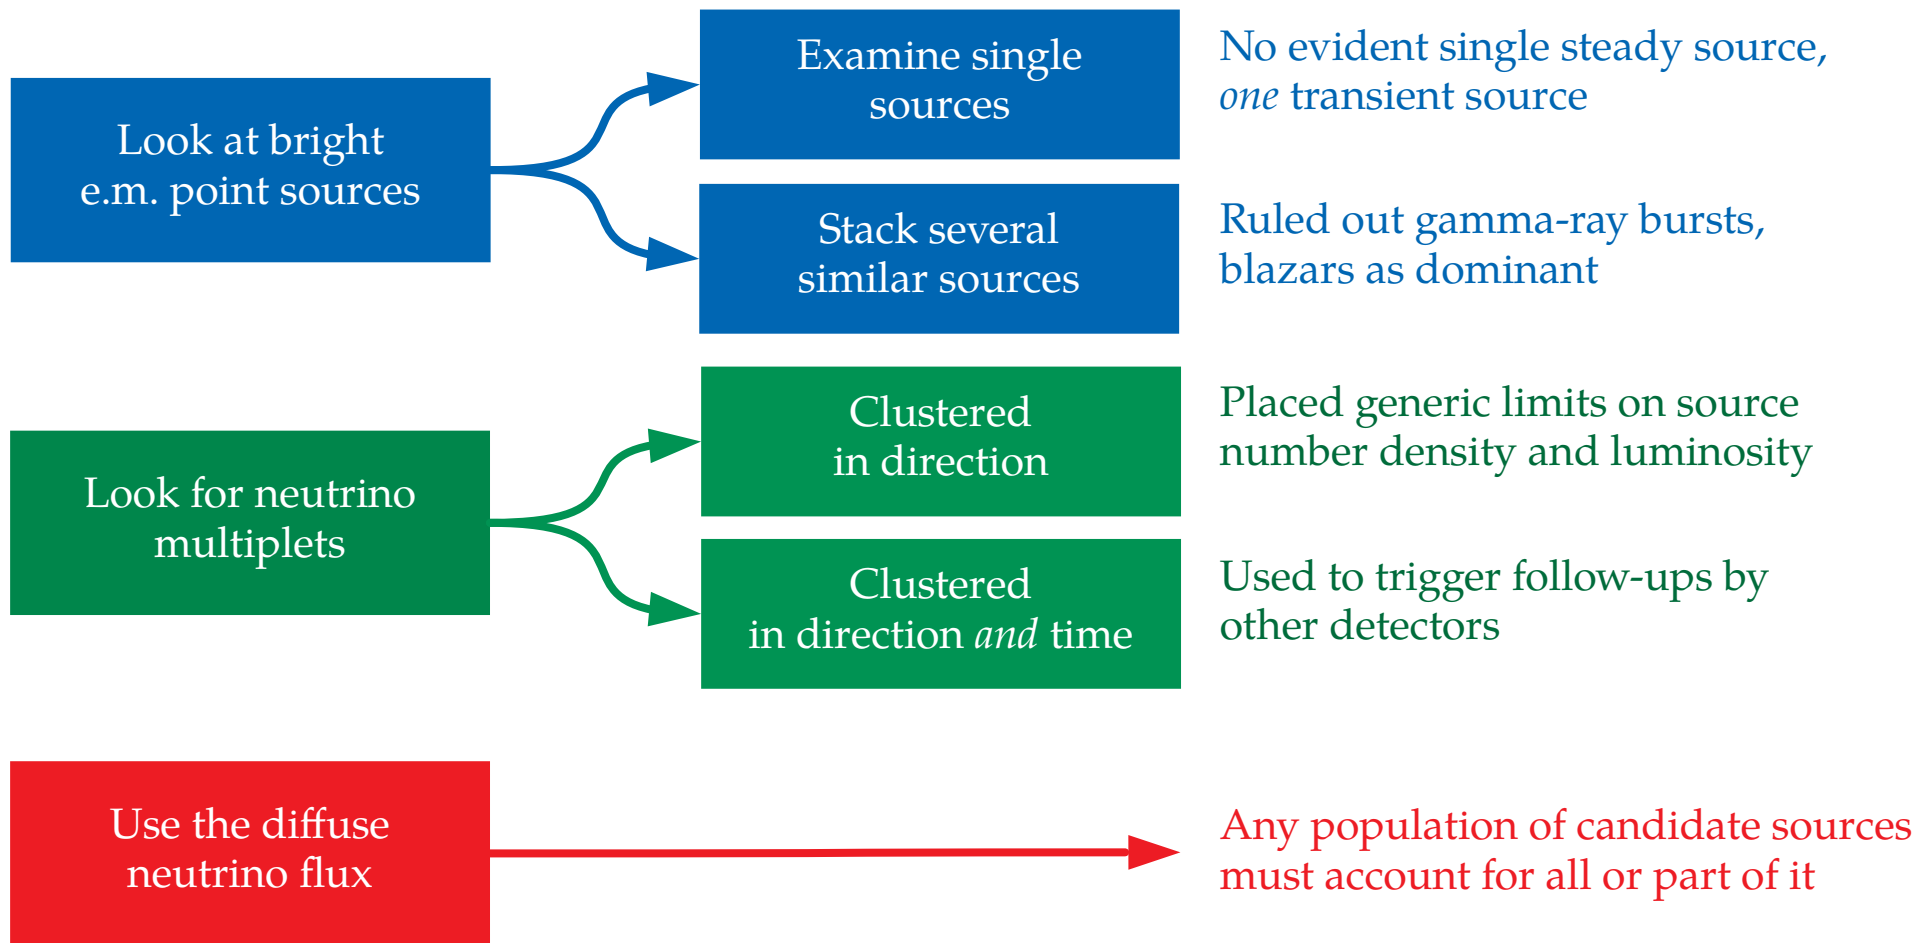 Look at bright
e.m. point sources
Examine single
sources
No evident single steady source,
one transient source
Stack several
similar sources
Ruled out gamma-ray bursts,
blazars as dominant
Look for neutrino
multiplets
Clustered
in direction
Placed generic limits on source
number density and luminosity
Clustered
in direction and time
Used to trigger follow-ups by
other detectors
Use the diffuse
neutrino flux
Any population of candidate sources
must account for all or part of it